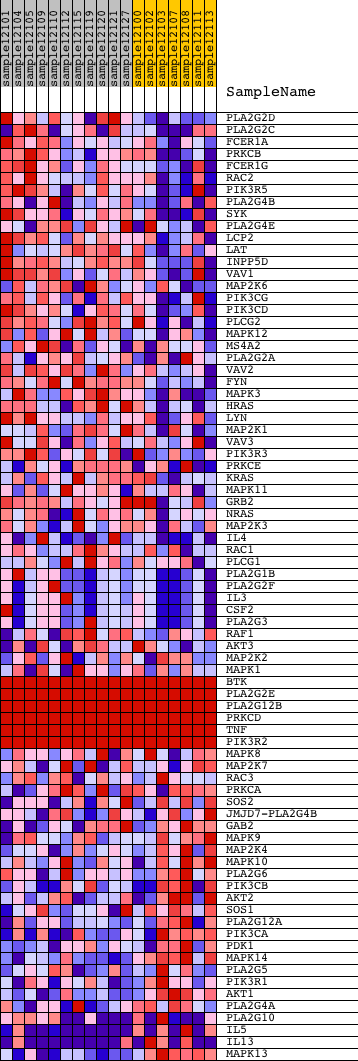 sample12101
sample12104
sample12105
sample12109
sample12110
sample12112
sample12115
sample12119
sample12120
sample12121
sample12127
sample12100
sample12102
sample12103
sample12107
sample12108
sample12111
sample12113
SampleName
PLA2G2D
PLA2G2C
FCER1A
PRKCB
FCER1G
RAC2
PIK3R5
PLA2G4B
SYK
PLA2G4E
LCP2
LAT
INPP5D
VAV1
MAP2K6
PIK3CG
PIK3CD
PLCG2
MAPK12
MS4A2
PLA2G2A
VAV2
FYN
MAPK3
HRAS
LYN
MAP2K1
VAV3
PIK3R3
PRKCE
KRAS
MAPK11
GRB2
NRAS
MAP2K3
IL4
RAC1
PLCG1
PLA2G1B
PLA2G2F
IL3
CSF2
PLA2G3
RAF1
AKT3
MAP2K2
MAPK1
BTK
PLA2G2E
PLA2G12B
PRKCD
TNF
PIK3R2
MAPK8
MAP2K7
RAC3
PRKCA
SOS2
JMJD7-PLA2G4B
GAB2
MAPK9
MAP2K4
MAPK10
PLA2G6
PIK3CB
AKT2
SOS1
PLA2G12A
PIK3CA
PDK1
MAPK14
PLA2G5
PIK3R1
AKT1
PLA2G4A
PLA2G10
IL5
IL13
MAPK13